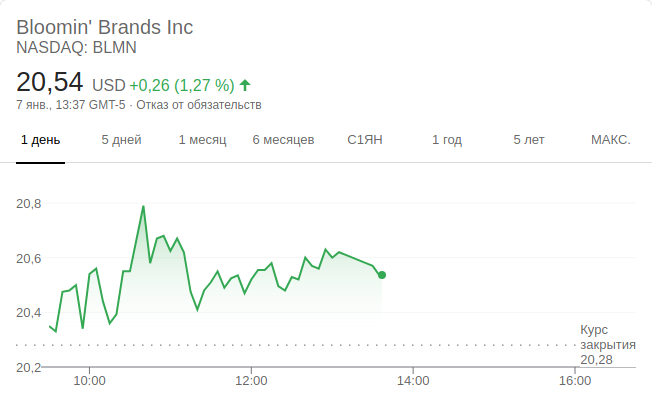 Bloomin' Brands Inc
NASDAQ: BLMN
20,54 USD +0,26 (1,27 %)
7 янв., 13:37 GMT-5 · Отказ от обязательств
1 день 5 дней 1 месяц 6 месяцев С1ЯН 1 год 5 лет МАКС.
20,8
20,6
20,4
Курс
закрытия
20,28
20,2
10:00 12:00 14:00 16:00